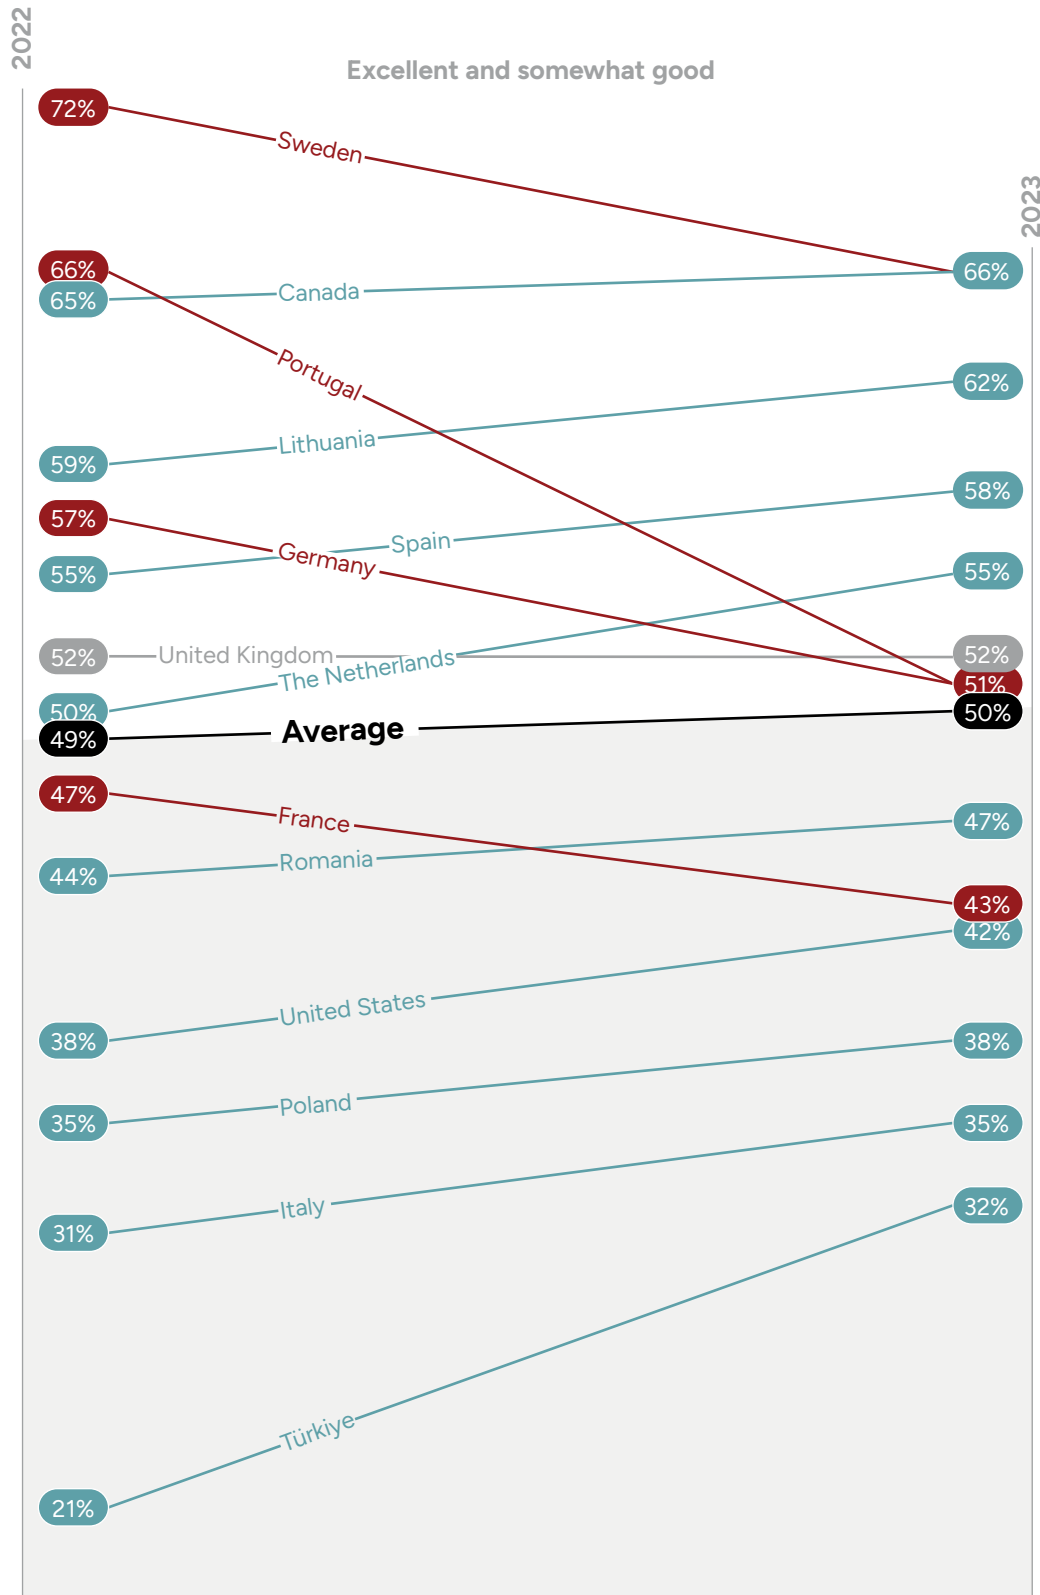 2022
Excellent and somewhat good
72%
Sweden
2023
66%
66%
65%
Canada
Portugal
62%
Lithuania
59%
58%
57%
Spain
Germany
55%
55%
52%
United Kingdom
52%
The Netherlands
51%
50%
50%
49%
Average
47%
France
47%
Romania
44%
43%
42%
United States
38%
38%
Poland
35%
35%
Italy
31%
32%
Türkiye
21%